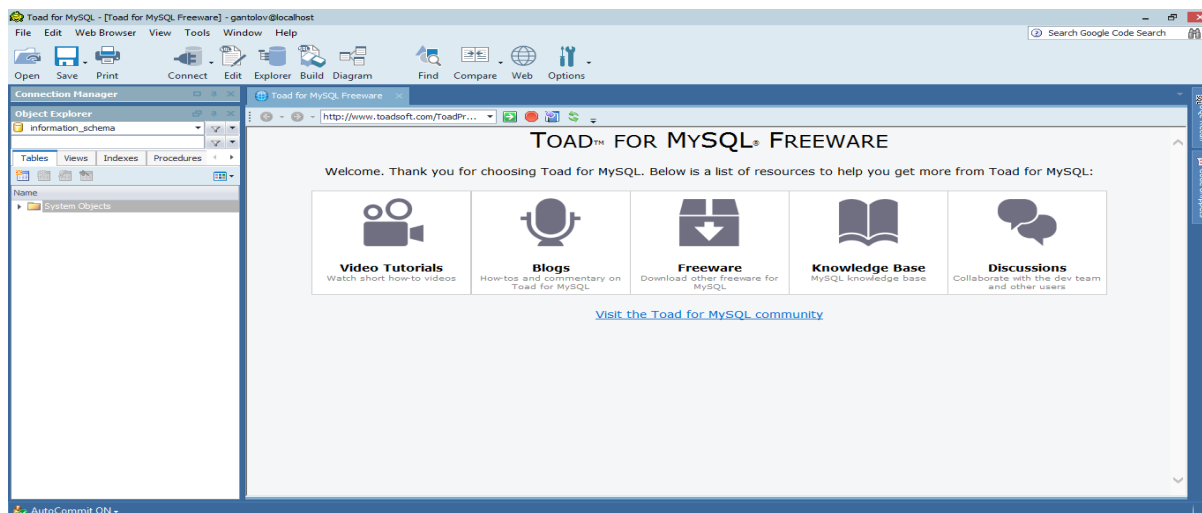 Toad for MySQL - [Toad for MySQL Freeware] - gantolov@localhost
File Edit Web Browser View Tools Window Help
Search Google Code Search
Open Save Print Connect Edit Explorer Build Diagram Find Compare Web Options
Connection Manager
Toad for MySQL Freeware
Object Explorer
http://www.toadsoft.com/ToadPr...
information_schema
TOAD™ FOR MYSQL® FREEWARE
Tables Views Indexes Procedures
Welcome. Thank you for choosing Toad for MySQL. Below is a list of resources to help you get more from Toad for MySQL:
Name
System Objects
Video Tutorials
Watch short how-to videos
Blogs
How-tos and commentary on
Toad for MySQL
Freeware
Download other freeware for
MySQL
Knowledge Base
MySQL knowledge base
Discussions
Collaborate with the dev team
and other users
Visit the Toad for MySQL community
AutoCommit ON